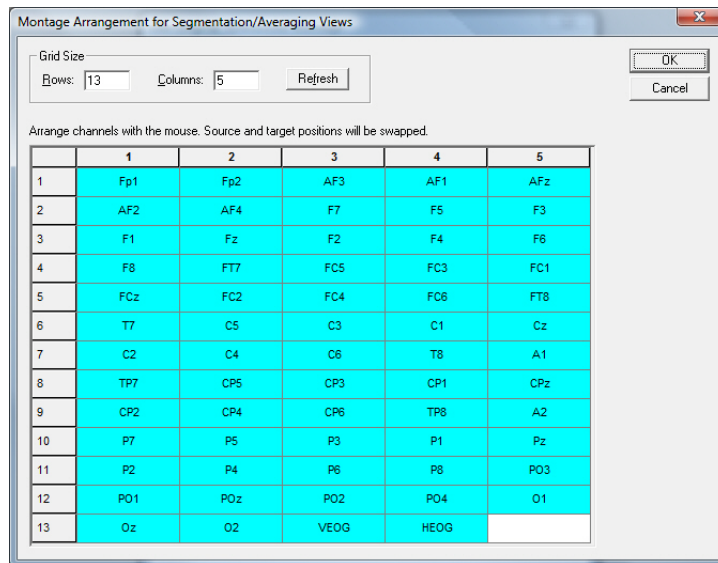 Montage Arrangement for Segmentation/Averaging Views
Grid Size
Rows: 13 Columns: 5 Refresh
OK
Cancel
Arrange channels with the mouse. Source and target positions will be swapped.
1 2 3 4 5
1 Fp1 Fp2 AF3 AF1 AFz
2 AF2 AF4 F7 F5 F3
3 F1 Fz F2 F4 F6
4 F8 FT7 FC5 FC3 FC1
5 FCz FC2 FC4 FC6 FT8
6 T7 C5 C3 C1 Cz
7 C2 C4 C6 T8 A1
8 TP7 CP5 CP3 CP1 CPz
9 CP2 CP4 CP6 TP8 A2
10 P7 P5 P3 P1 Pz
11 P2 P4 P6 P8 PO3
12 PO1 POz PO2 PO4 O1
13 Oz O2 VEOG HEOG